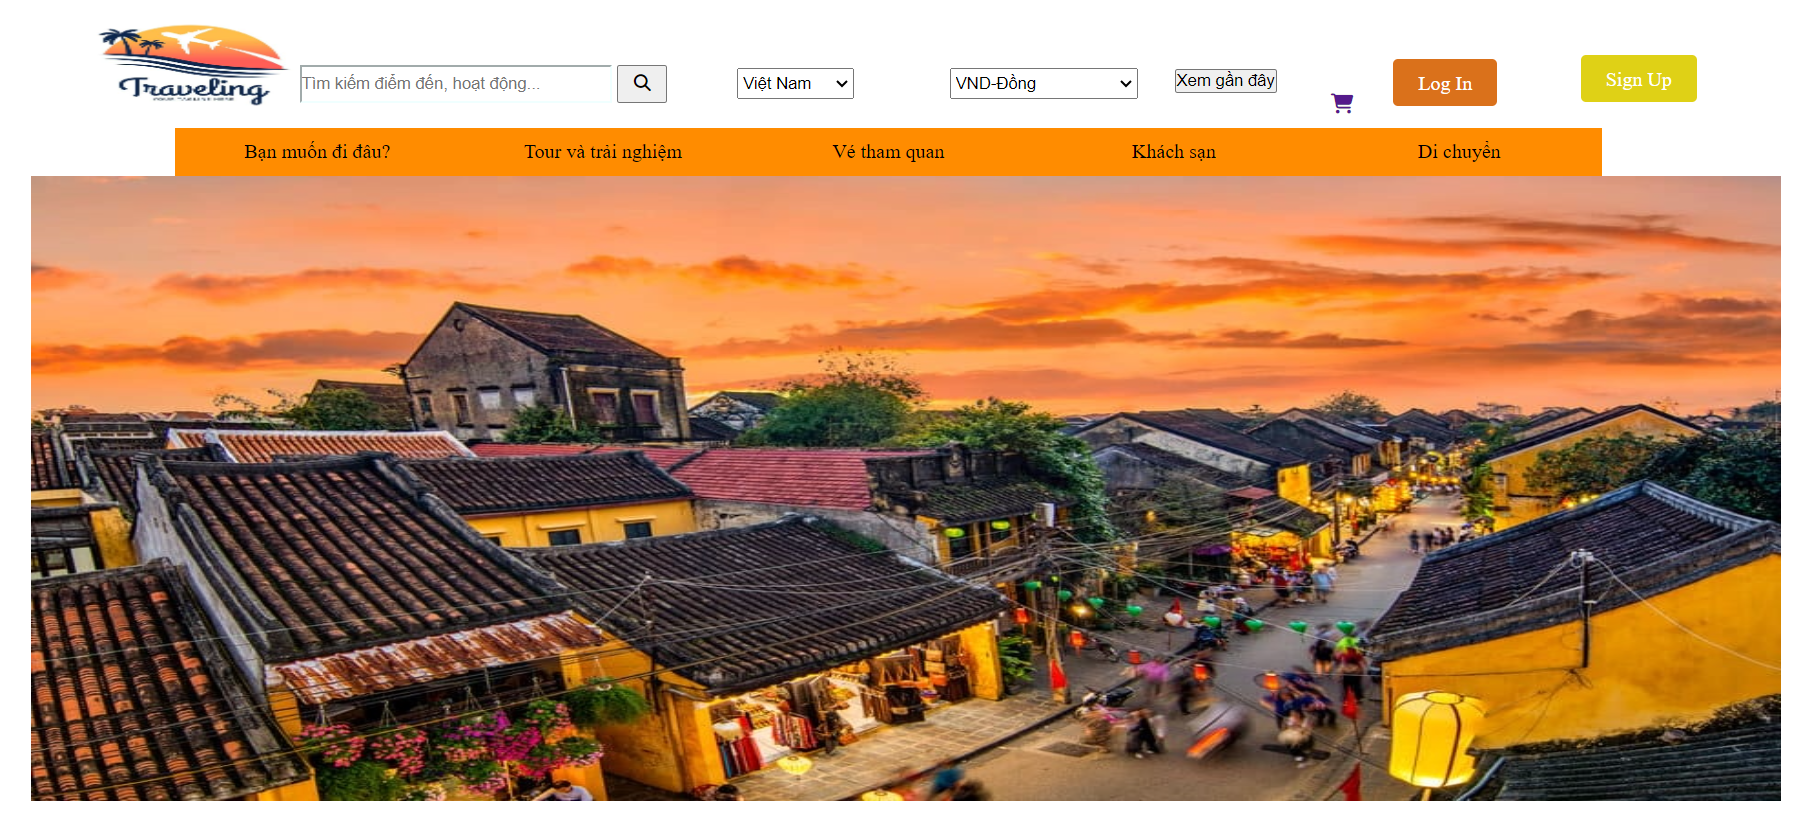 Traveling
Tìm kiếm điểm đến, hoạt động...
Việt Nam
VND-Đồng
Xem gần đây
Log In
Sign Up
Bạn muốn đi đâu?
Tour và trải nghiệm
Vé tham quan
Khách sạn
Di chuyển